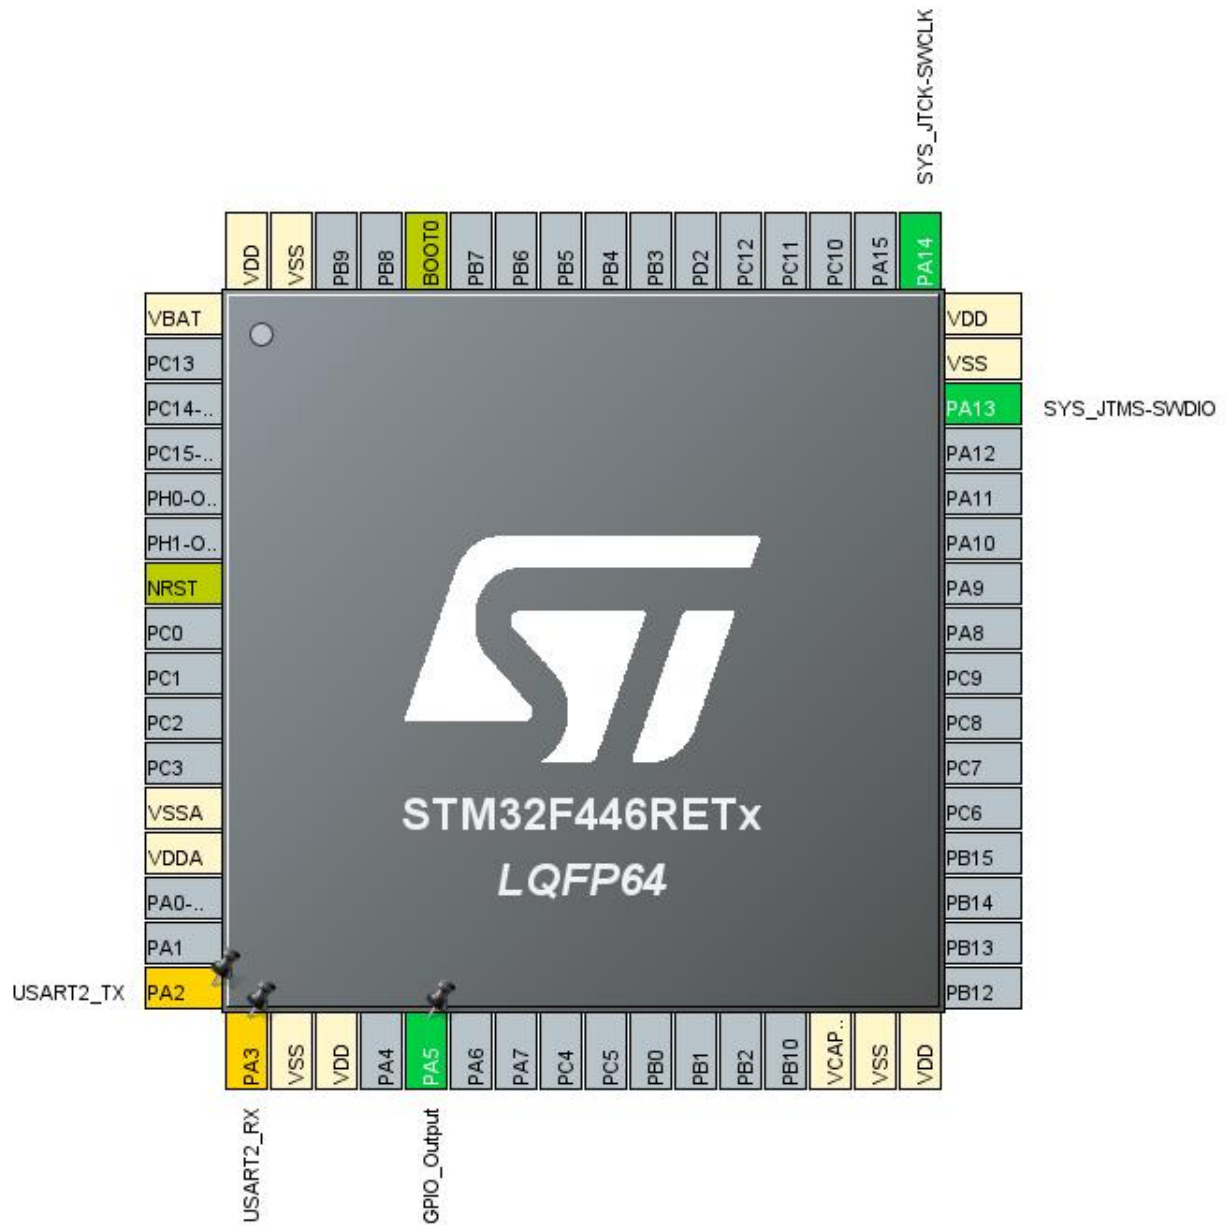 SYS_JTCK-SWCLK
VDD
VSS
PB9
PB8
BOOT0
PB7
PB6
PB5
PB4
PB3
PD2
PC12
PC11
PC10
PA15
PA14
VBAT
PC13
PC14-..
PC15-..
PH0-O..
PH1-O..
NRST
PC0
PC1
PC2
PC3
VSSA
VDDA
PA0-..
PA1
USART2_TX PA2
VDD
VSS
PA13 SYS_JTMS-SWDIO
PA12
PA11
PA10
PA9
PA8
PC9
PC8
PC7
PC6
PB15
PB14
PB13
PB12
ST
STM32F446RETx
LQFP64
PA3
VSS
VDD
PA4
PA5
PA6
PA7
PC4
PC5
PB0
PB1
PB2
PB10
VCAP..
VSS
VDD
USART2_RX
GPIO_Output